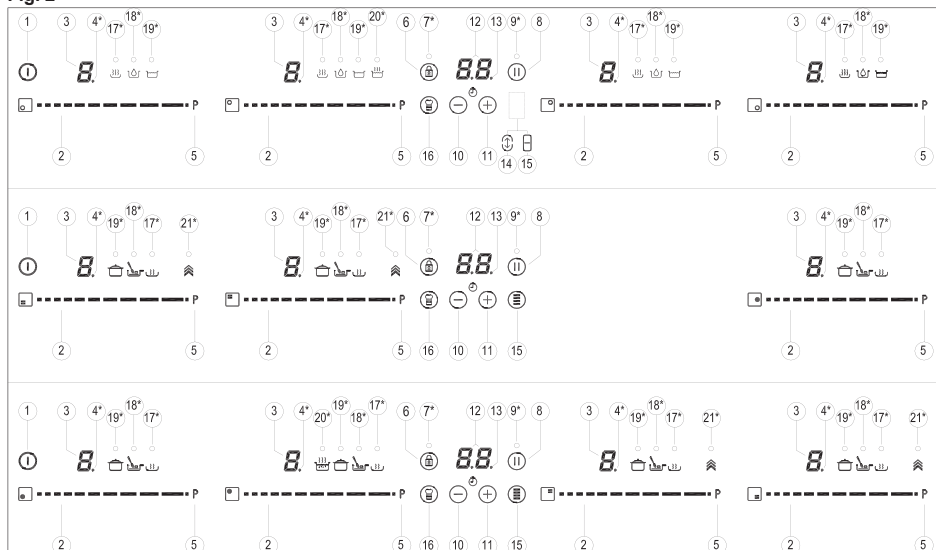 1 3 4* 17* 18* 19* 3 4* 17* 18* 19* 20* 6 7* 12 13 9* 8 3 4* 17* 18* 19* 3 4* 17* 18* 19*
8. 8. 8.8. 8. 8.
P P P P
2 5 2 5 16 10 11 14 15 2 5 2 5
1 3 4* 19* 18* 17* 21* 3 4* 19* 18* 17* 21* 6 7* 12 13 9* 8 3 4* 19* 18* 17*
8. 8. 8.8. 8.
P P P
2 5 2 5 16 10 11 15 2 5
1 3 4* 19* 18* 17* 3 4* 20* 19* 18* 17* 6 7* 12 13 9* 8 3 4* 19* 18* 17* 21* 3 4* 19* 18* 17* 21*
8. 8. 8.8. 8. 8.
P P P P
2 5 2 5 16 10 11 15 2 5 2 5